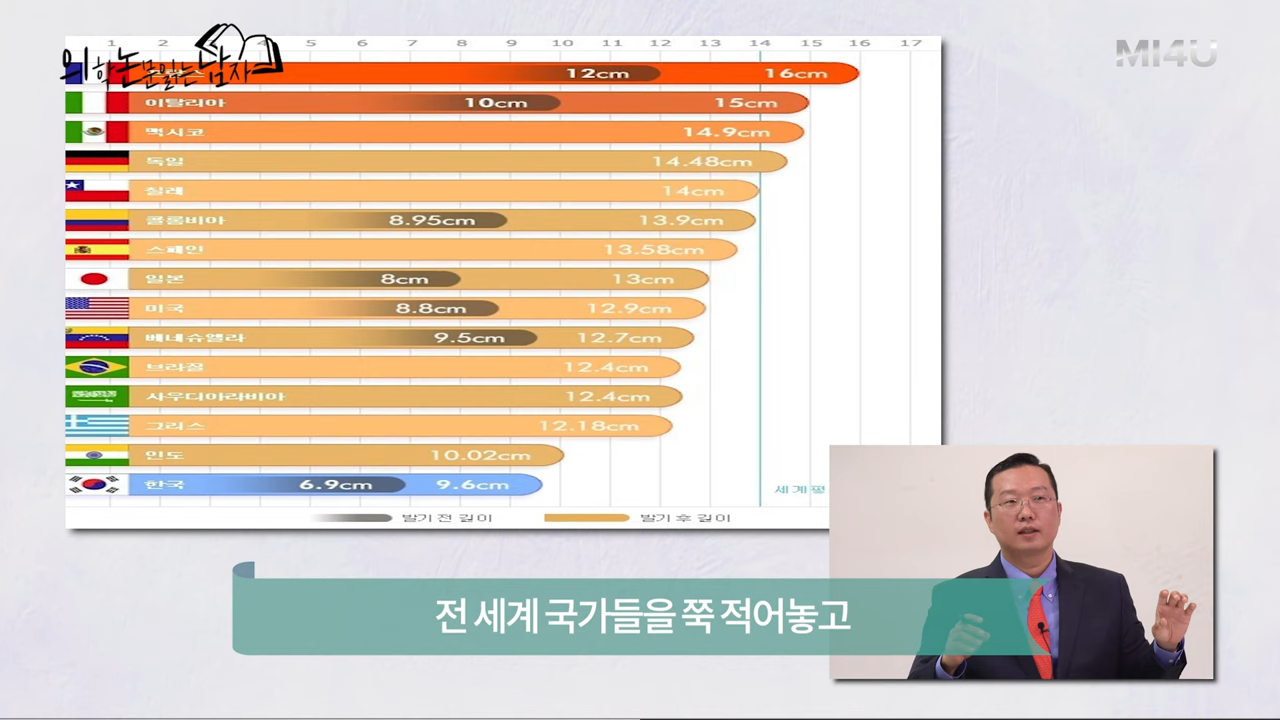 1 2 4 5 6 7 8 9 10 11 12 13 14 15 16 17
의학논문읽는남자
MI4U
12cm 16cm
이탈리아 10cm 15cm
멕시코 14.9cm
독일 14.48cm
칠레 14cm
콜롬비아 8.95cm 13.9cm
스페인 13.58cm
일본 8cm 13cm
미국 8.8cm 12.9cm
베네슈엘라 9.5cm 12.7cm
브라질 12.4cm
사우디아라비아 12.4cm
그리스 12.18cm
인도 10.02cm
한국 6.9cm 9.6cm
세계평
발기 전 길이 발기 후 길이
전 세계 국가들을 쭉 적어놓고